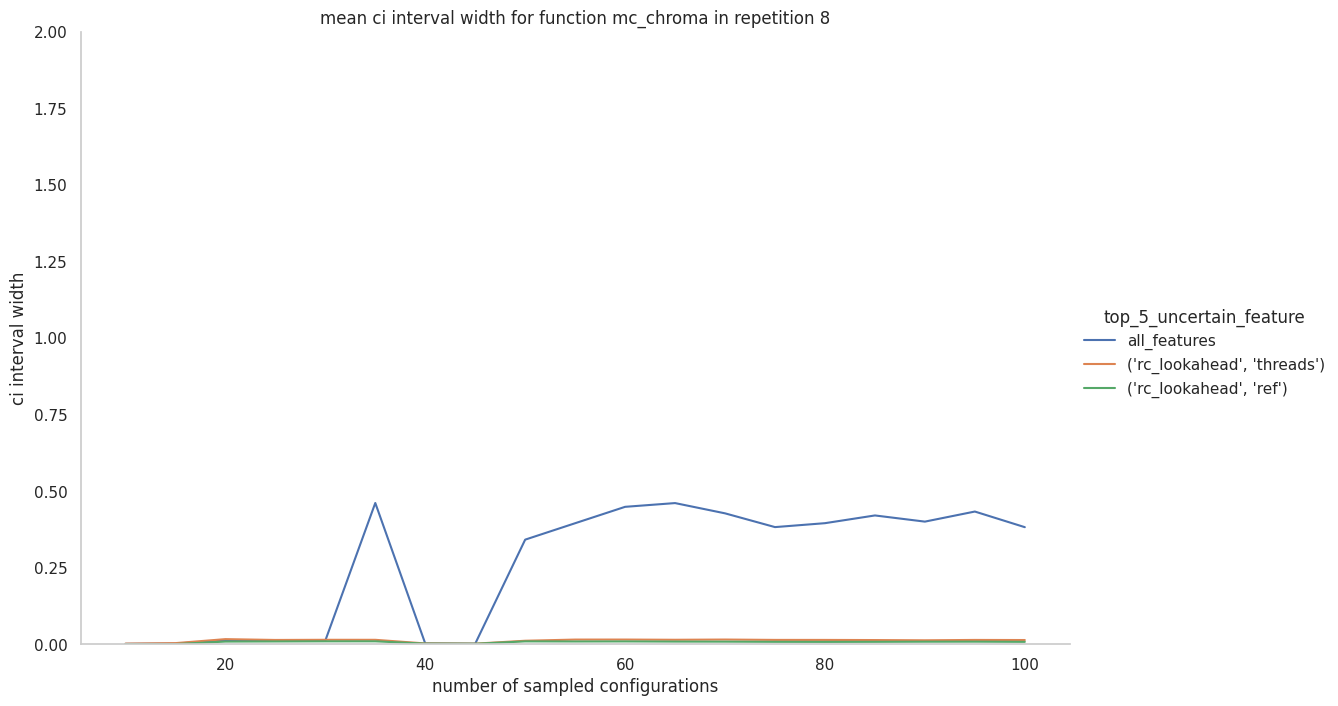 mean ci interval width for function mc_chroma in repetition 8
2.00
1.75
1.50
1.25
1.00
0.75
0.50
0.25
0.00
ci interval width
20
40
60
80
100
number of sampled configurations
top_5_uncertain_feature
all_features
('rc_lookahead', 'threads')
('rc_lookahead', 'ref')